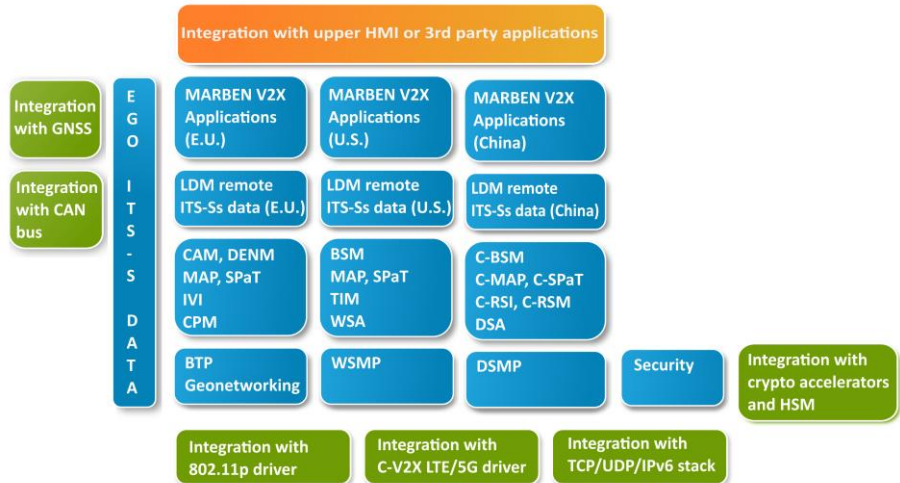 Integration with upper HMI or 3rd party applications
Integration
with GNSS
Integration
with CAN
bus
EGO ITS-S DATA
MARBEN V2X
Applications
(E.U.)
MARBEN V2X
Applications
(U.S.)
MARBEN V2X
Applications
(China)
LDM remote
ITS-Ss data (E.U.)
LDM remote
ITS-Ss data (U.S.)
LDM remote
ITS-Ss data (China)
CAM, DENM
MAP, SPaT
IVI
CPM
BSM
MAP, SPaT
TIM
WSA
C-BSM
C-MAP, C-SPaT
C-RSI, C-RSM
DSA
BTP
Geonetworking
WSMP
DSMP
Security
Integration with
crypto accelerators
and HSM
Integration with
802.11p driver
Integration with
C-V2X LTE/5G driver
Integration with
TCP/UDP/IPv6 stack